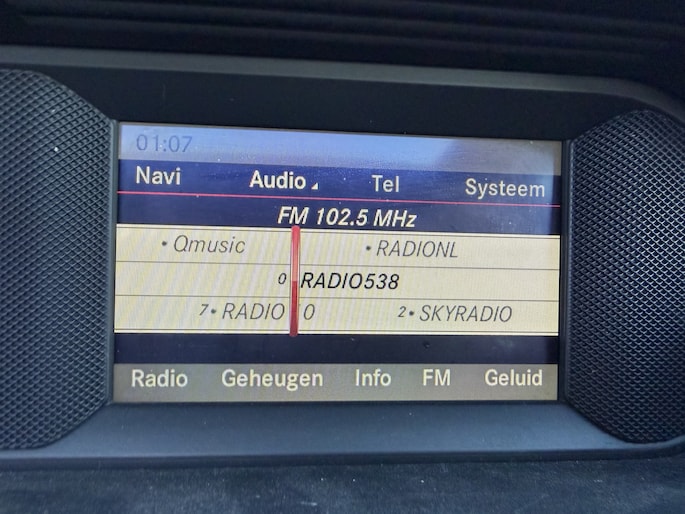 01:07
Navi Audio Tel Systeem
FM 102.5 MHz
• Qmusic • RADIONL
0 RADIO538
7• RADIO 0 2• SKYRADIO
Radio Geheugen Info FM Geluid